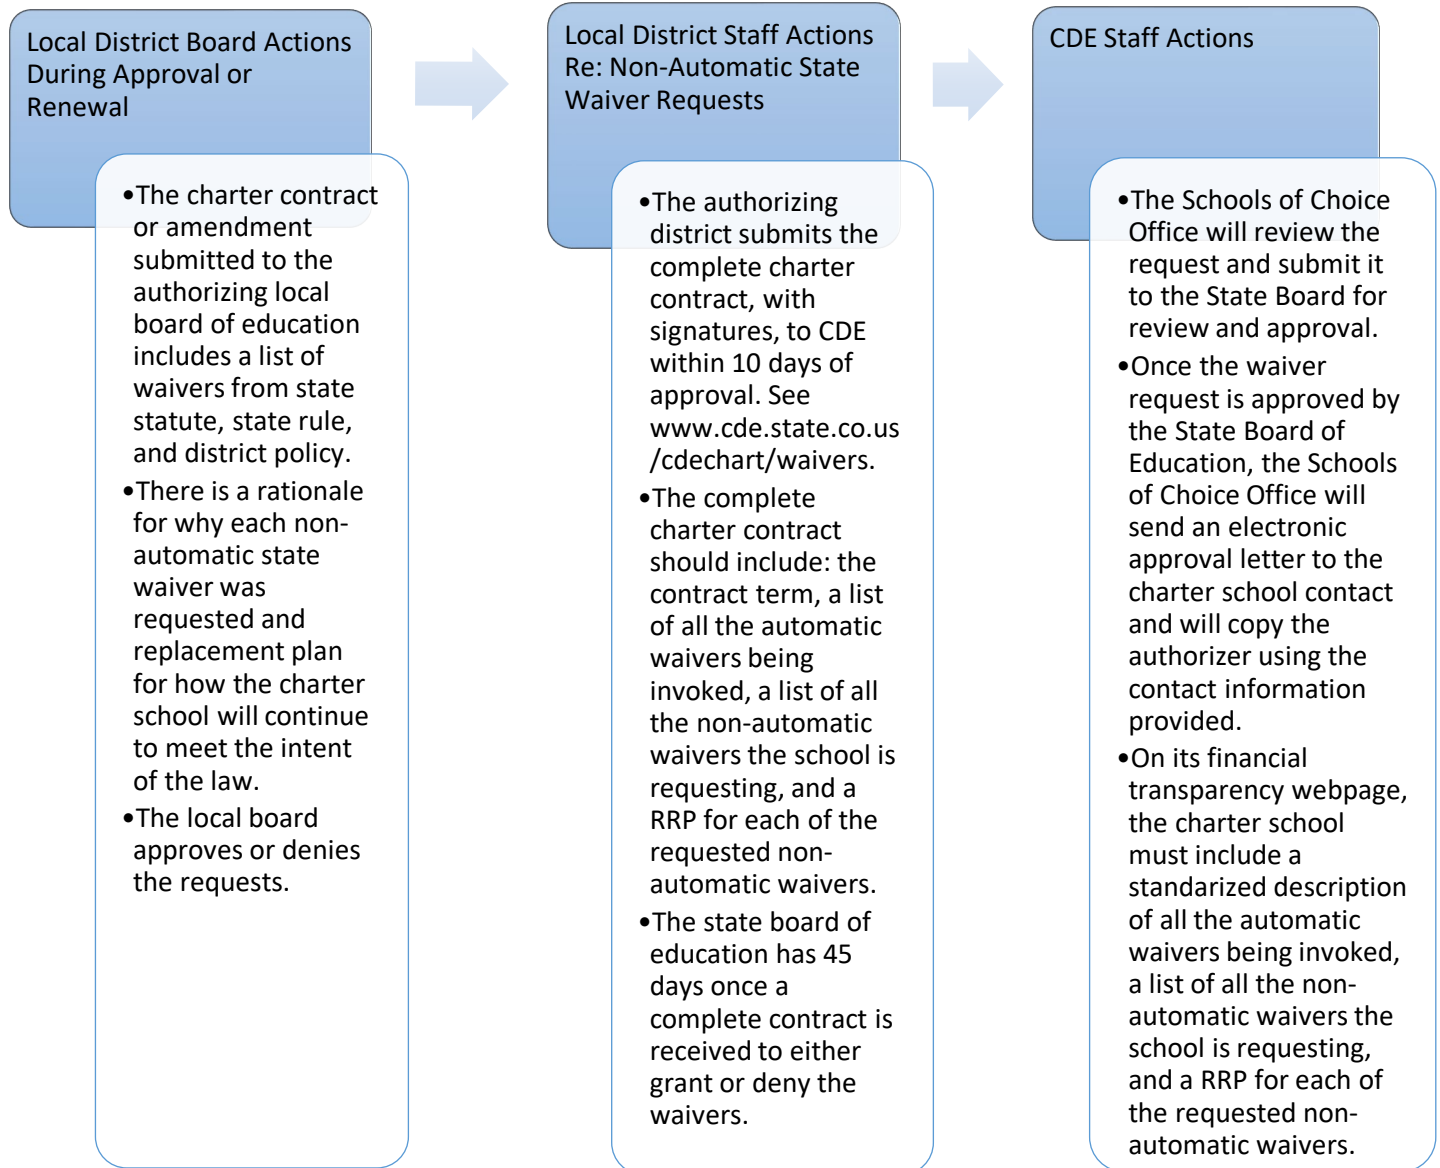 Local District Board Actions
During Approval or
Renewal
•The charter contract
or amendment
submitted to the
authorizing local
board of education
includes a list of
waivers from state
statute, state rule,
and district policy.
•There is a rationale
for why each non-
automatic state
waiver was
requested and
replacement plan
for how the charter
school will continue
to meet the intent
of the law.
•The local board
approves or denies
the requests.
Local District Staff Actions
Re: Non-Automatic State
Waiver Requests
•The authorizing
district submits the
complete charter
contract, with
signatures, to CDE
within 10 days of
approval. See
www.cde.state.co.us
/cdechart/waivers.
•The complete
charter contract
should include: the
contract term, a list
of all the automatic
waivers being
invoked, a list of all
the non-automatic
waivers the school is
requesting, and a
RRP for each of the
requested non-
automatic waivers.
•The state board of
education has 45
days once a
complete contract is
received to either
grant or deny the
waivers.
CDE Staff Actions
•The Schools of Choice
Office will review the
request and submit it
to the State Board for
review and approval.
•Once the waiver
request is approved by
the State Board of
Education, the Schools
of Choice Office will
send an electronic
approval letter to the
charter school contact
and will copy the
authorizer using the
contact information
provided.
•On its financial
transparency webpage,
the charter school
must include a
standarized description
of all the automatic
waivers being invoked,
a list of all the non-
automatic waivers the
school is requesting,
and a RRP for each of
the requested non-
automatic waivers.